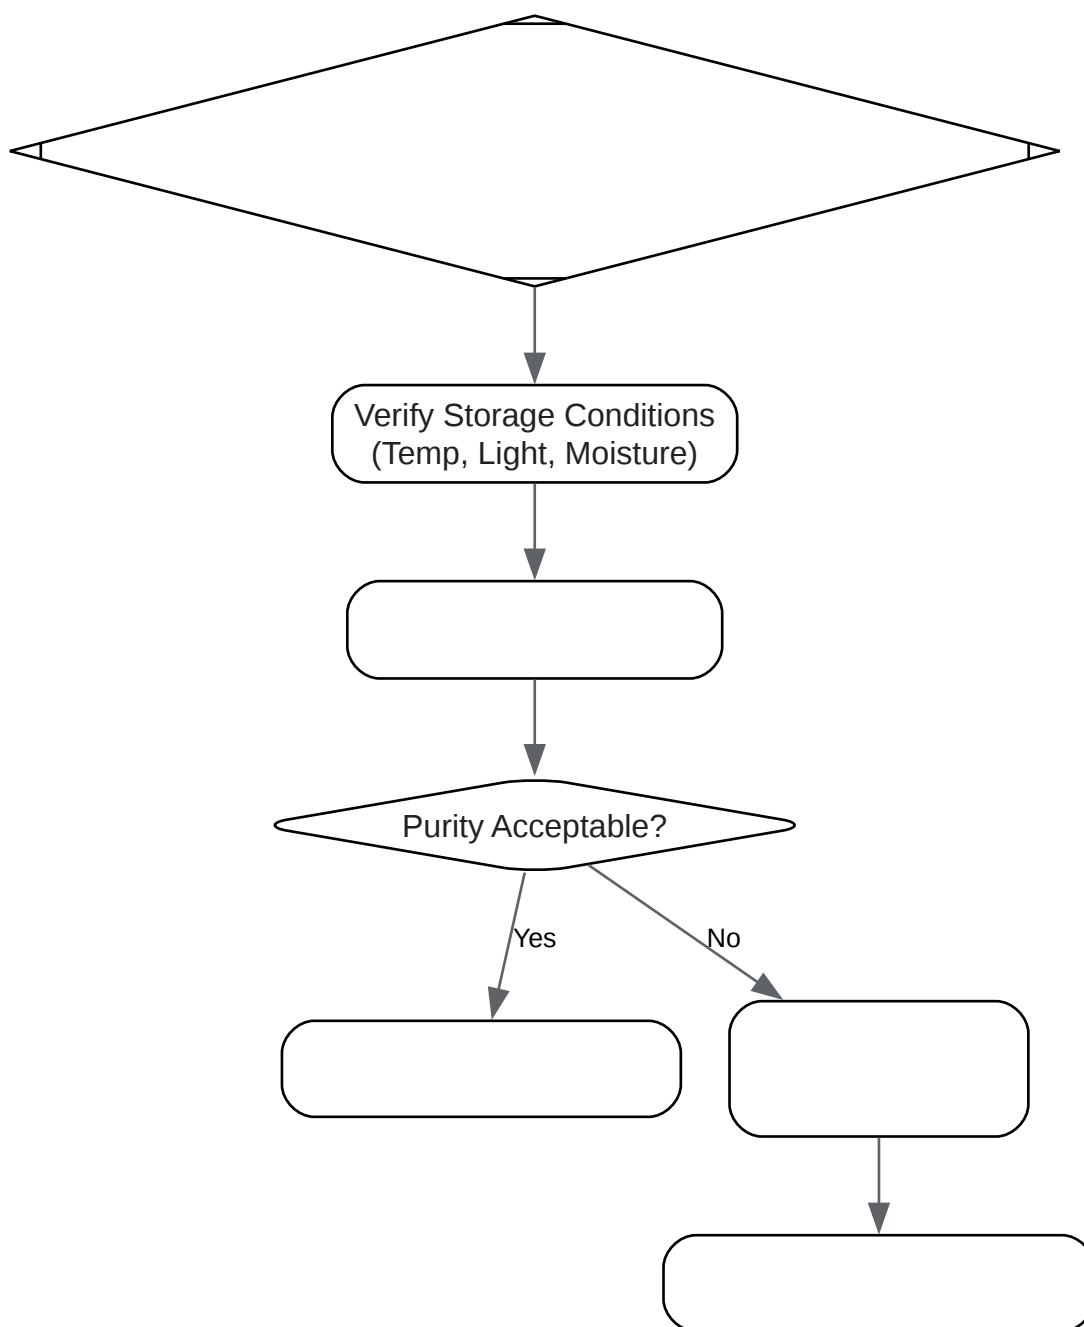 Verify Storage Conditions
(Temp, Light, Moisture)
Purity Acceptable?
Yes
No